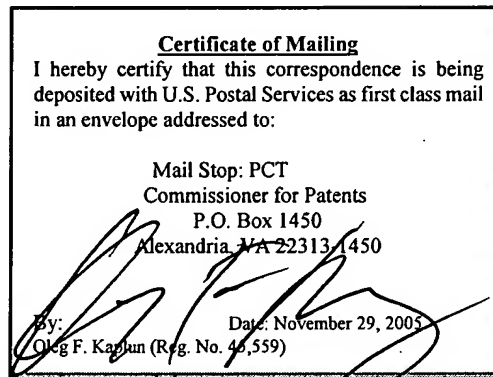 Certificate of Mailing
I hereby certify that this correspondence is being
deposited with U.S. Postal Services as first class mail
in an envelope addressed to:
Mail Stop: PCT
Commissioner for Patents
P.O. Box 1450
Alexandria, VA 22313-1450
By: Date: November 29, 2005
Oleg F. Kaplun (Reg. No. 45,559)